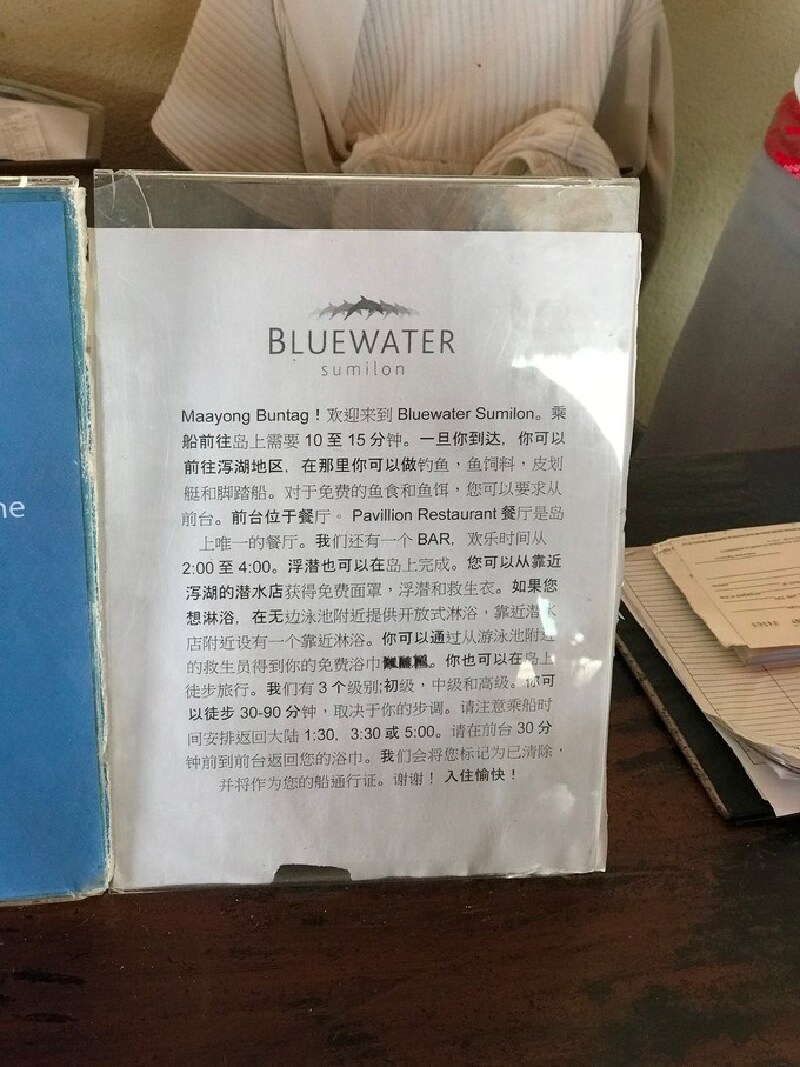 ne
BLUEWATER
sumilon
Maayong Buntag！欢迎来到 Bluewater Sumilon。乘
船前往岛上需要 10 至 15 分钟。一旦你到达，你可以
前往泻湖地区，在那里你可以做钓鱼，鱼饲料，皮划
艇和脚踏船。对于免费的鱼食和鱼饵，您可以要求从
前台。前台位于餐厅。 Pavillion Restaurant 餐厅是岛
上唯一的餐厅。我们还有一个 BAR，欢乐时间从
2:00 至 4:00。浮潜也可以在岛上完成。您可以从靠近
泻湖的潜水店获得免费面罩，浮潜和救生衣。如果您
想淋浴，在无边泳池附近提供开放式淋浴，靠近潜水
店附近设有一个靠近淋浴。你可以通过从游泳池附近
的救生员得到你的免费浴巾。你也可以在岛上
徒步旅行。我们有 3 个级别;初级，中级和高级。你可
以徒步 30-90 分钟，取决于你的步调。请注意乘船时
间安排返回大陆 1:30，3:30 或 5:00。请在前台 30 分
钟前到前台返回您的浴巾。我们会将您标记为已清除，
并将作为您的船通行证。谢谢！ 入住愉快！